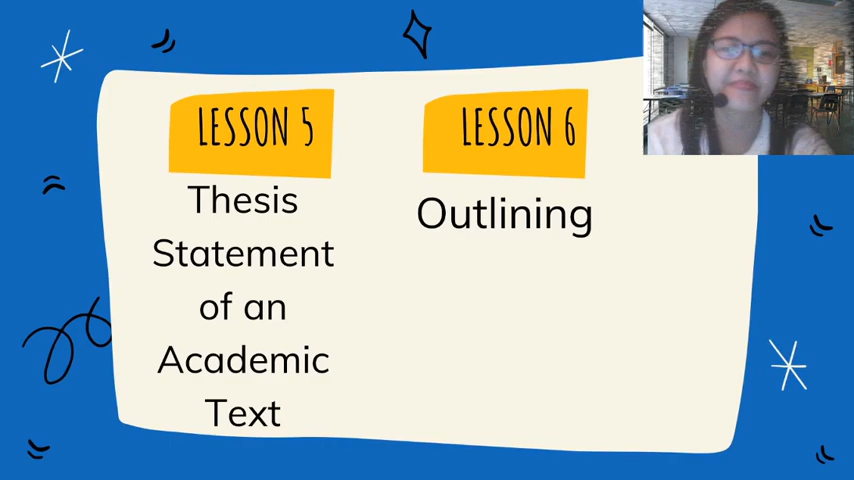 LESSON 5
Thesis
Statement
of an
Academic
Text
LESSON 6
Outlining